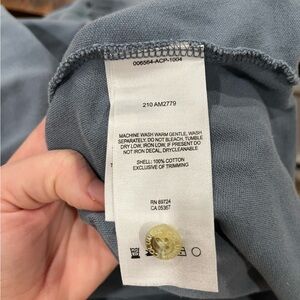 006564-ACP-1004
210 AM2779
MACHINE WASH WARM GENTLE, WASH
SEPARATELY, DO NOT BLEACH, TUMBLE
DRY LOW, IRON LOW, IF PRESENT DO
NOT IRON DECAL, DRYCLEANABLE
SHELL: 100% COTTON
EXCLUSIVE OF TRIMMING
RN 89724
CA 05367